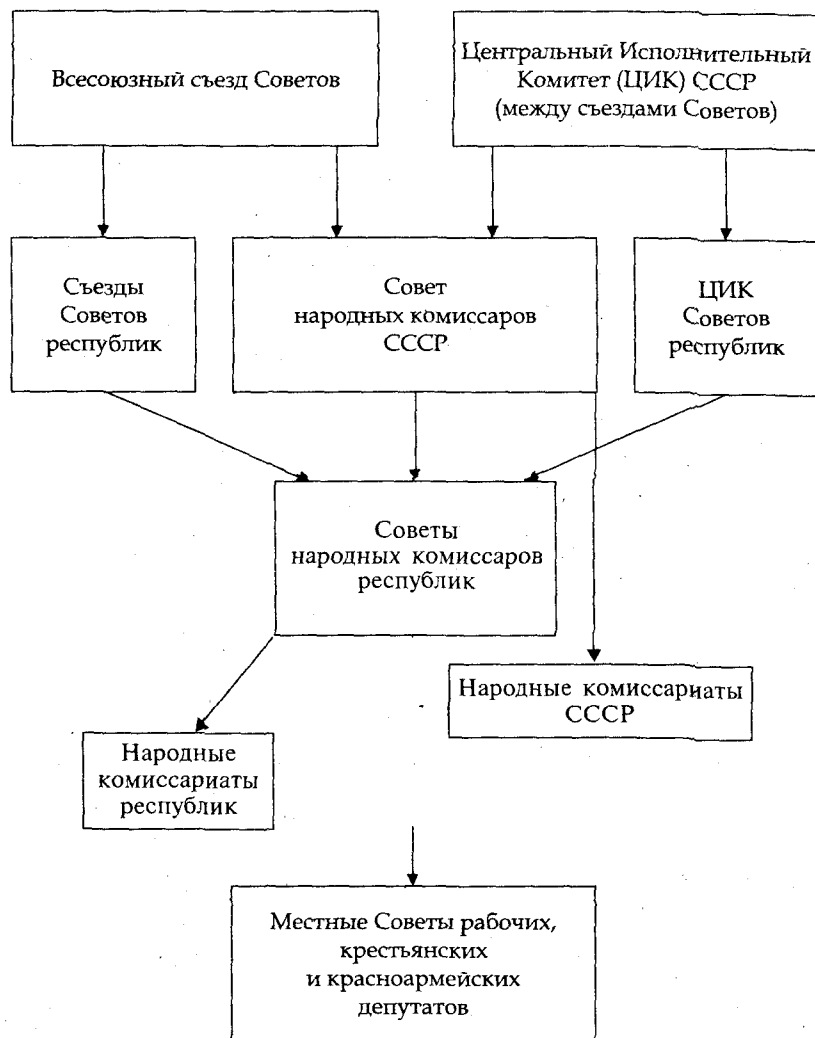 Всесоюзный съезд Советов
Центральный Исполнительный
Комитет (ЦИК) СССР
(между съездами Советов)
Съезды
Советов
республик
Совет
народных комиссаров
СССР
ЦИК
Советов
республик
Советы
народных комиссаров
республик
Народные комиссариаты
СССР
Народные
комиссариаты
республик
Местные Советы рабочих,
крестьянских
и красноармейских
депутатов